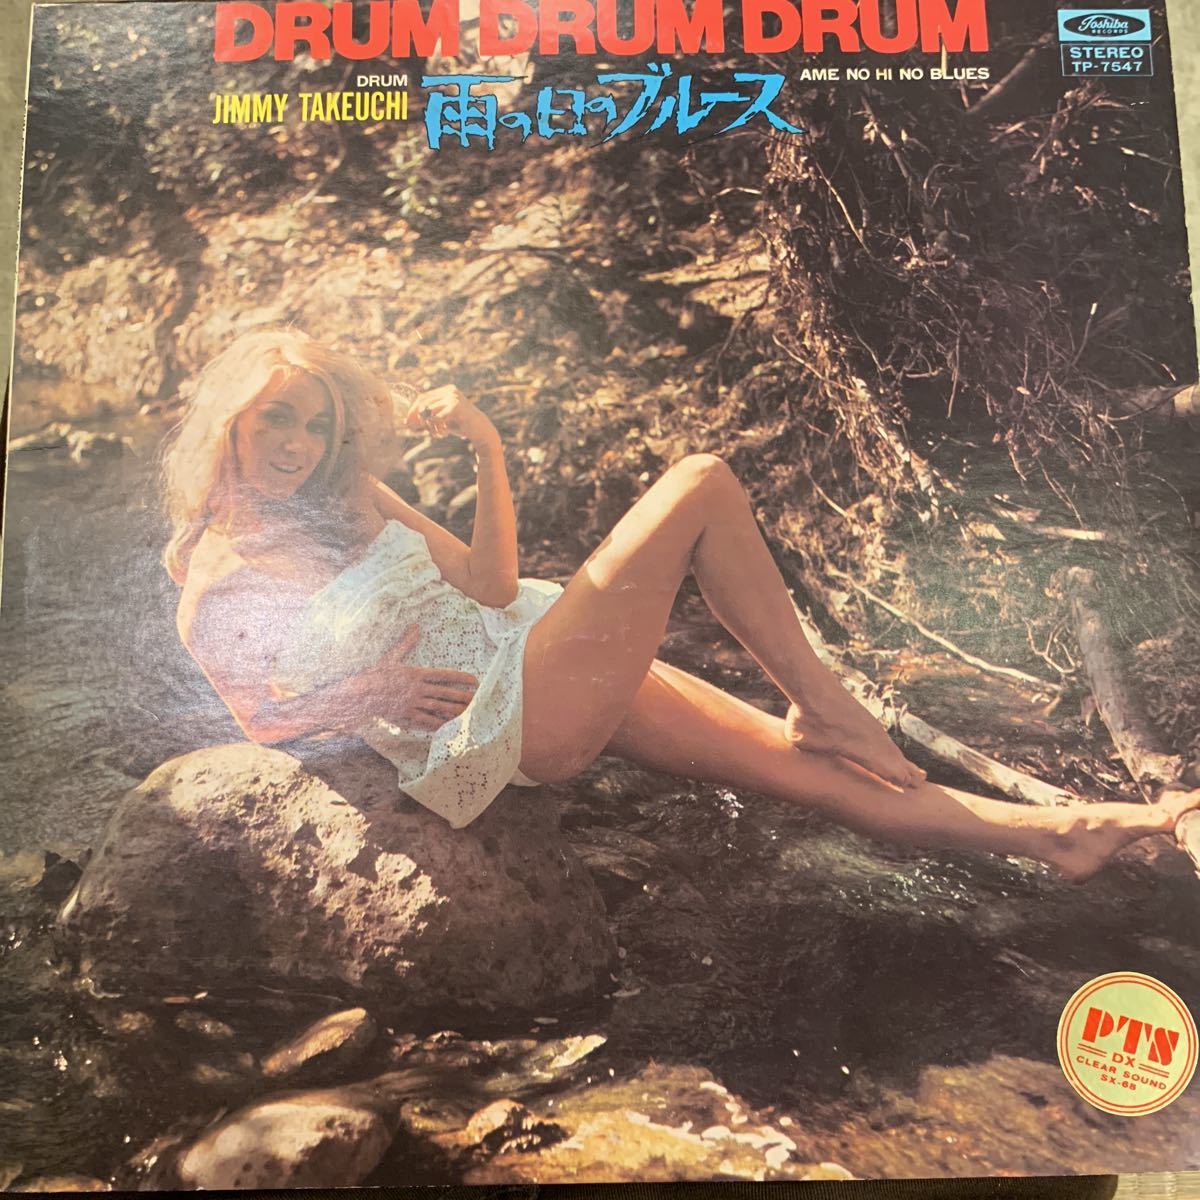 DRUM DRUM DRUM
DRUM
JIMMY TAKEUCHI
雨の日のブルース
AME NO HI NO BLUES
Toshiba
RECORDS
STEREO
TP-7547
PTS
DX
CLEAR SOUND
SX-68